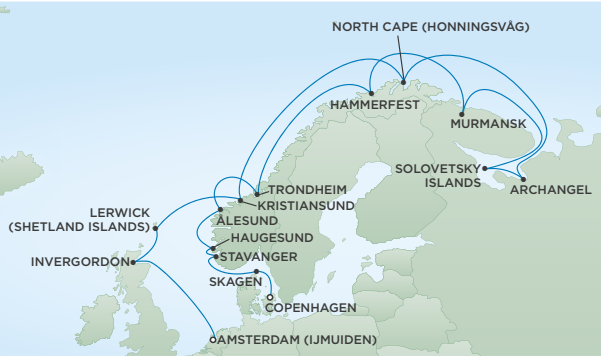 NORTH CAPE (HONNINGSVÅG)
HAMMERFEST
MURMANSK
SOLOVETSKY
ISLANDS
ARCHANGEL
TRONDHEIM
KRISTIANSUND
ÅLESUND
LERWICK
(SHETLAND ISLANDS)
HAUGESUND
STAVANGER
INVERGORDON
SKAGEN
COPENHAGEN
AMSTERDAM (IJMUIDEN)